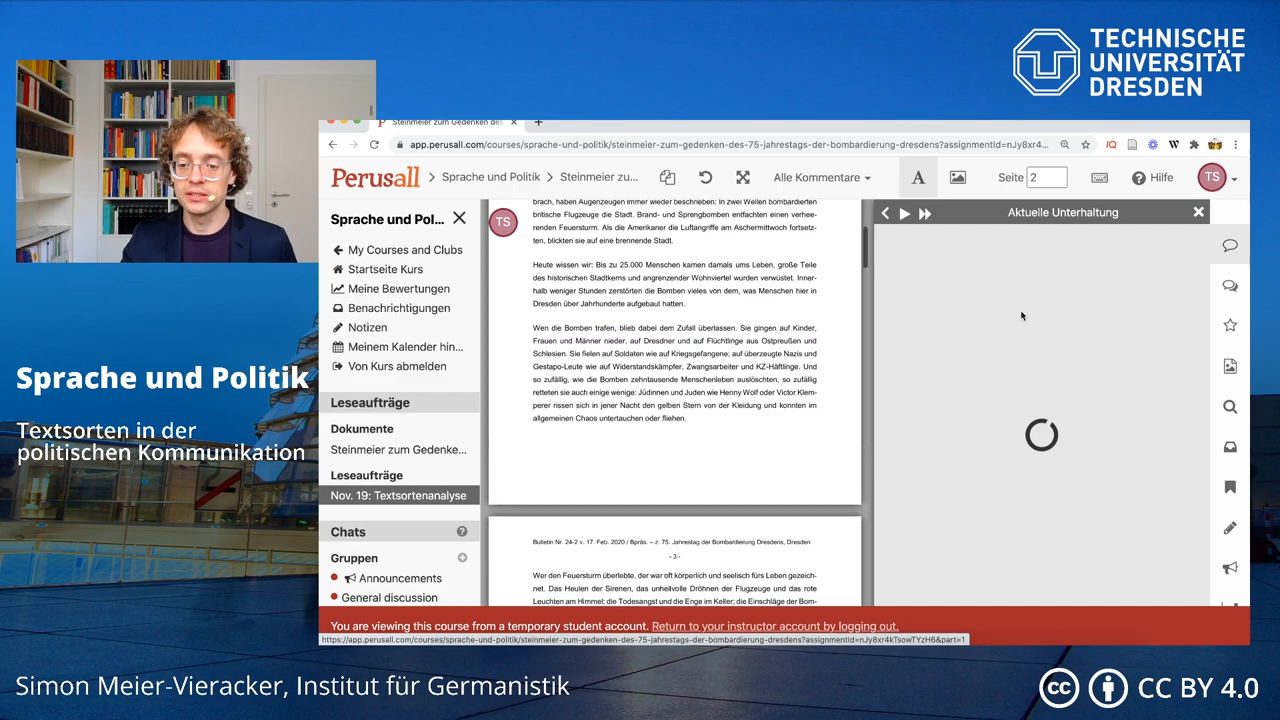 TECHNISCHE
UNIVERSITÄT
DRESDEN
Steinmeier zum Gedenken des
app.perusall.com/courses/sprache-und-politik/steinmeier-zum-gedenken-des-75-jahrestags-der-bombardierung-dresdens?assignmentId=nJy8xr4...
Perusall
Sprache und Politik
Steinmeier zu...
Alle Kommentare
Seite 2
Hilfe
TS
Sprache und Pol...
My Courses and Clubs
Startseite Kurs
Meine Bewertungen
Benachrichtigungen
Notizen
Meinem Kalender hin...
Von Kurs abmelden
Leseaufträge
Dokumente
Steinmeier zum Gedenke...
Leseaufträge
Nov. 19: Textsortenanalyse
Chats
Gruppen
Announcements
General discussion
TS
brach, haben Augenzeugen immer wieder beschrieben: In zwei Wellen bombardierten
britische Flugzeuge die Stadt. Brand- und Sprengbomben entfachten einen verhee-
renden Feuersturm. Als die Amerikaner die Luftangriffe am Aschermittwoch fortsetz-
ten, blickten sie auf eine brennende Stadt.
Heute wissen wir: Bis zu 25.000 Menschen kamen damals ums Leben, große Teile
des historischen Stadtkerns und angrenzender Wohnviertel wurden verwüstet. Inner-
halb weniger Stunden zerstörten die Bomben vieles von dem, was Menschen hier in
Dresden über Jahrhunderte aufgebaut hatten.
Wen die Bomben trafen, blieb dabei dem Zufall überlassen. Sie gingen auf Kinder,
Frauen und Männer nieder, auf Dresdner und auf Flüchtlinge aus Ostpreußen und
Schlesien. Sie fielen auf Soldaten wie auf Kriegsgefangene; auf überzeugte Nazis und
Gestapo-Leute wie auf Widerstandskämpfer, Zwangsarbeiter und KZ-Häftlinge. Und
so zufällig, wie die Bomben zehntausende Menschenleben auslöschten, so zufällig
retteten sie auch einige wenige: Jüdinnen und Juden wie Henny Wolf oder Victor Klem-
perer rissen sich in jener Nacht den gelben Stern von der Kleidung und konnten im
allgemeinen Chaos untertauchen oder fliehen.
Bulletin Nr. 24-2 v. 17. Feb. 2020 / Bpräs. – z. 75. Jahrestag der Bombardierung Dresdens, Dresden
- 3 -
Wer den Feuersturm überlebte, der war oft körperlich und seelisch fürs Leben gezeich-
net. Das Heulen der Sirenen, das unheilvolle Dröhnen der Flugzeuge und das rote
Leuchten am Himmel; die Todesangst und die Enge im Keller; die Einschläge der Bom-
Aktuelle Unterhaltung
You are viewing this course from a temporary student account. Return to your instructor account by logging out.
https://app.perusall.com/courses/sprache-und-politik/steinmeier-zum-gedenken-des-75-jahrestags-der-bombardierung-dresdens?assignmentId=nJy8xr4kTsowTYzH6&part=1
Sprache und Politik
Textsorten in der
politischen Kommunikation
Simon Meier-Vieracker, Institut für Germanistik
CC BY 4.0